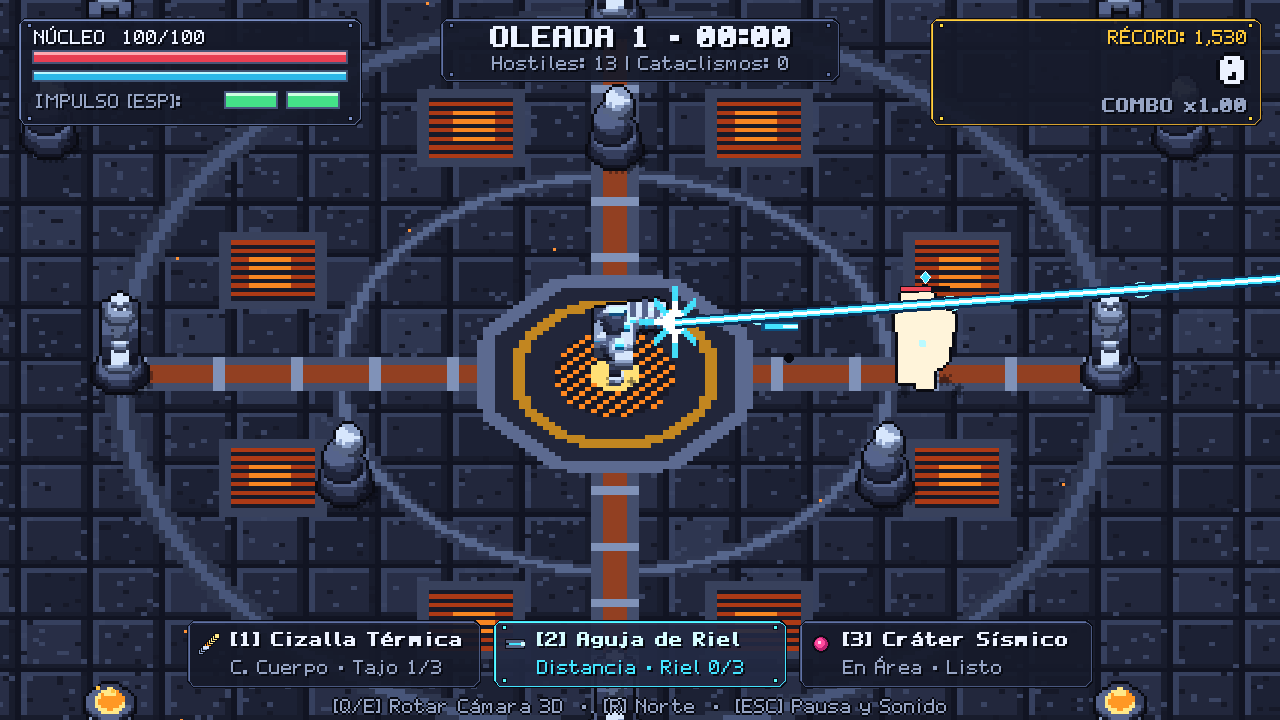 NÚCLEO 100/100
IMPULSO [ESP]:
OLEADA 1 - 00:00
Hostiles: 13 | Cataclismos: 0
RÉCORD: 1,530
0
COMBO x1.00
[1] Cizalla Térmica
C. Cuerpo · Tajo 1/3
[2] Aguja de Riel
Distancia · Riel 0/3
[3] Cráter Sísmico
En Área · Listo
[Q/E] Rotar Cámara 3D · [R] Norte · [ESC] Pausa y Sonido